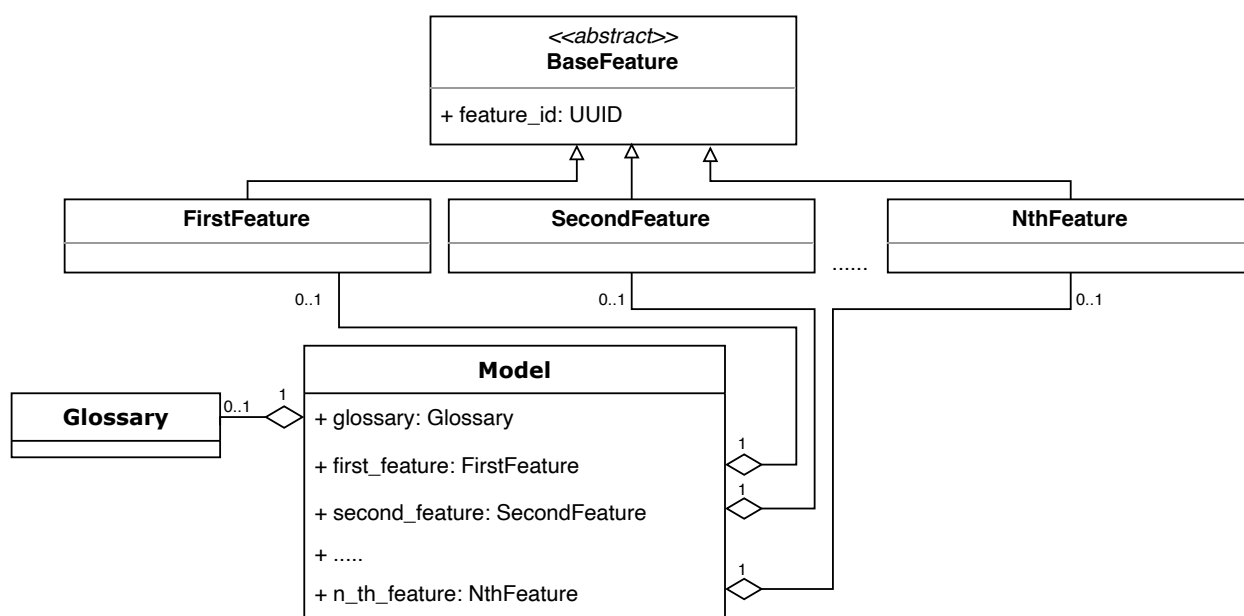 <<abstract>>
BaseFeature
+ feature_id: UUID
FirstFeature
SecondFeature
NthFeature
......
0..1
0..1
0..1
Model
Glossary
0..1
1
+ glossary: Glossary
+ first_feature: FirstFeature
1
+ second_feature: SecondFeature
1
+ .....
+ n_th_feature: NthFeature
1